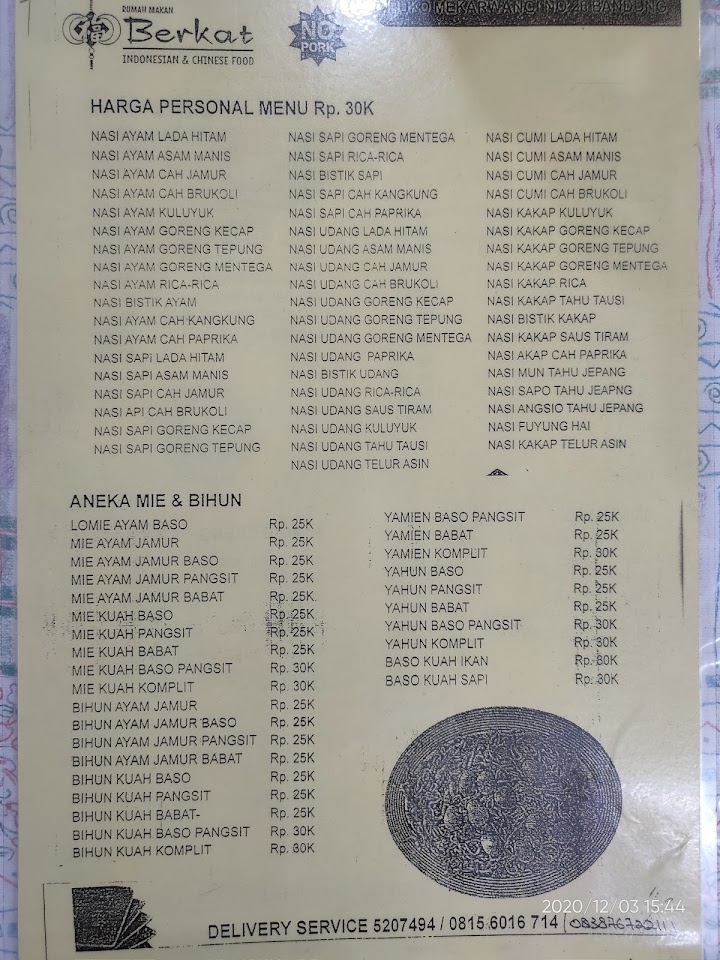 RUMAH MAKAN
Berkat
INDONESIAN & CHINESE FOOD
NO
PORK
RUKO MEKARWANGI NO 28 BANDUNG
HARGA PERSONAL MENU Rp. 30K
NASI AYAM LADA HITAM
NASI AYAM ASAM MANIS
NASI AYAM CAH JAMUR
NASI AYAM CAH BRUKOLI
NASI AYAM KULUYUK
NASI AYAM GORENG KECAP
NASI AYAM GORENG TEPUNG
NASI AYAM GORENG MENTEGA
NASI AYAM RICA-RICA
NASI BISTIK AYAM
NASI AYAM CAH KANGKUNG
NASI AYAM CAH PAPRIKA
NASI SAPi LADA HITAM
NASI SAPI ASAM MANIS
NASI SAPI CAH JAMUR
NASI API CAH BRUKOLI
NASI SAPI GORENG KECAP
NASI SAPI GORENG TEPUNG
NASI SAPI GORENG MENTEGA
NASI SAPI RICA-RICA
NASI BISTIK SAPI
NASI SAPI CAH KANGKUNG
NASI SAPI CAH PAPRIKA
NASI UDANG LADA HITAM
NASI UDANG ASAM MANIS
NASI UDANG CAH JAMUR
NASI UDANG CAH BRUKOLI
NASI UDANG GORENG KECAP
NASI UDANG GORENG TEPUNG
NASI UDANG GORENG MENTEGA
NASI UDANG PAPRIKA
NASI BISTIK UDANG
NASI UDANG RICA-RICA
NASI UDANG SAUS TIRAM
NASI UDANG KULUYUK
NASI UDANG TAHU TAUSI
NASI UDANG TELUR ASIN
NASI CUMI LADA HITAM
NASI CUMI ASAM MANIS
NASI CUMI CAH JAMUR
NASI CUMI CAH BRUKOLI
NASI KAKAP KULUYUK
NASI KAKAP GORENG KECAP
NASI KAKAP GORENG TEPUNG
NASI KAKAP GORENG MENTEGA
NASI KAKAP RICA
NASI KAKAP TAHU TAUSI
NASI BISTIK KAKAP
NASI KAKAP SAUS TIRAM
NASI AKAP CAH PAPRIKA
NASI MUN TAHU JEPANG
NASI SAPO TAHU JEAPNG
NASI ANGSIO TAHU JEPANG
NASI FUYUNG HAI
NASI KAKAP TELUR ASIN
ANEKA MIE & BIHUN
LOMIE AYAM BASO Rp. 25K
MIE AYAM JAMUR Rp. 25K
MIE AYAM JAMUR BASO Rp. 25K
MIE AYAM JAMUR PANGSIT Rp. 25K
MIE AYAM JAMUR BABAT Rp. 25K
MIE KUAH BASO Rp. 25K
MIE KUAH PANGSIT Rp. 25K
MIE KUAH BABAT Rp. 25K
MIE KUAH BASO PANGSIT Rp. 30K
MIE KUAH KOMPLIT Rp. 30K
BIHUN AYAM JAMUR Rp. 25K
BIHUN AYAM JAMUR BASO Rp. 25K
BIHUN AYAM JAMUR PANGSIT Rp. 25K
BIHUN AYAM JAMUR BABAT Rp. 25K
BIHUN KUAH BASO Rp. 25K
BIHUN KUAH PANGSIT Rp. 25K
BIHUN KUAH BABAT- Rp. 25K
BIHUN KUAH BASO PANGSIT Rp. 30K
BIHUN KUAH KOMPLIT Rp. 30K
YAMIEN BASO PANGSIT Rp. 25K
YAMIEN BABAT Rp. 25K
YAMIEN KOMPLIT Rp. 30K
YAHUN BASO Rp. 25K
YAHUN PANGSIT Rp. 25K
YAHUN BABAT Rp. 25K
YAHUN BASO PANGSIT Rp. 30K
YAHUN KOMPLIT Rp. 30K
BASO KUAH IKAN Rp. 30K
BASO KUAH SAPI Rp. 30K
2020/12/03 15:44
DELIVERY SERVICE 5207494 / 0815 6016 714